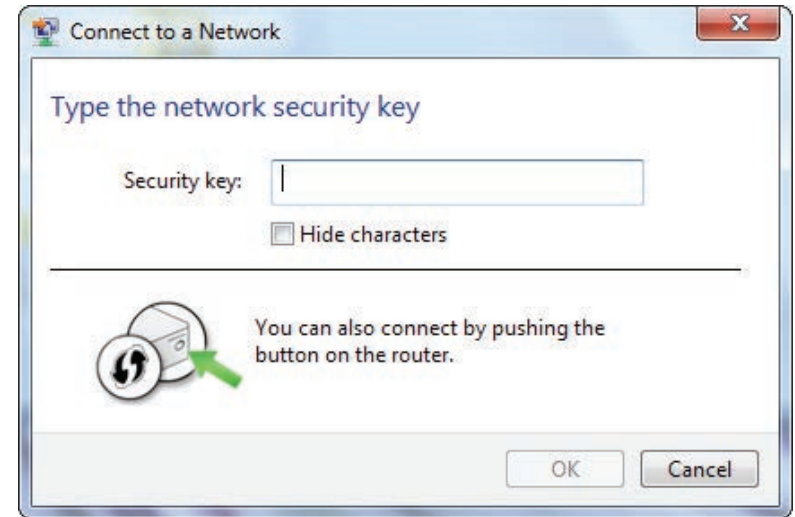 Connect to a Network
Type the network security key
Security key:
Hide characters
You can also connect by pushing the
button on the router.
OK
Cancel